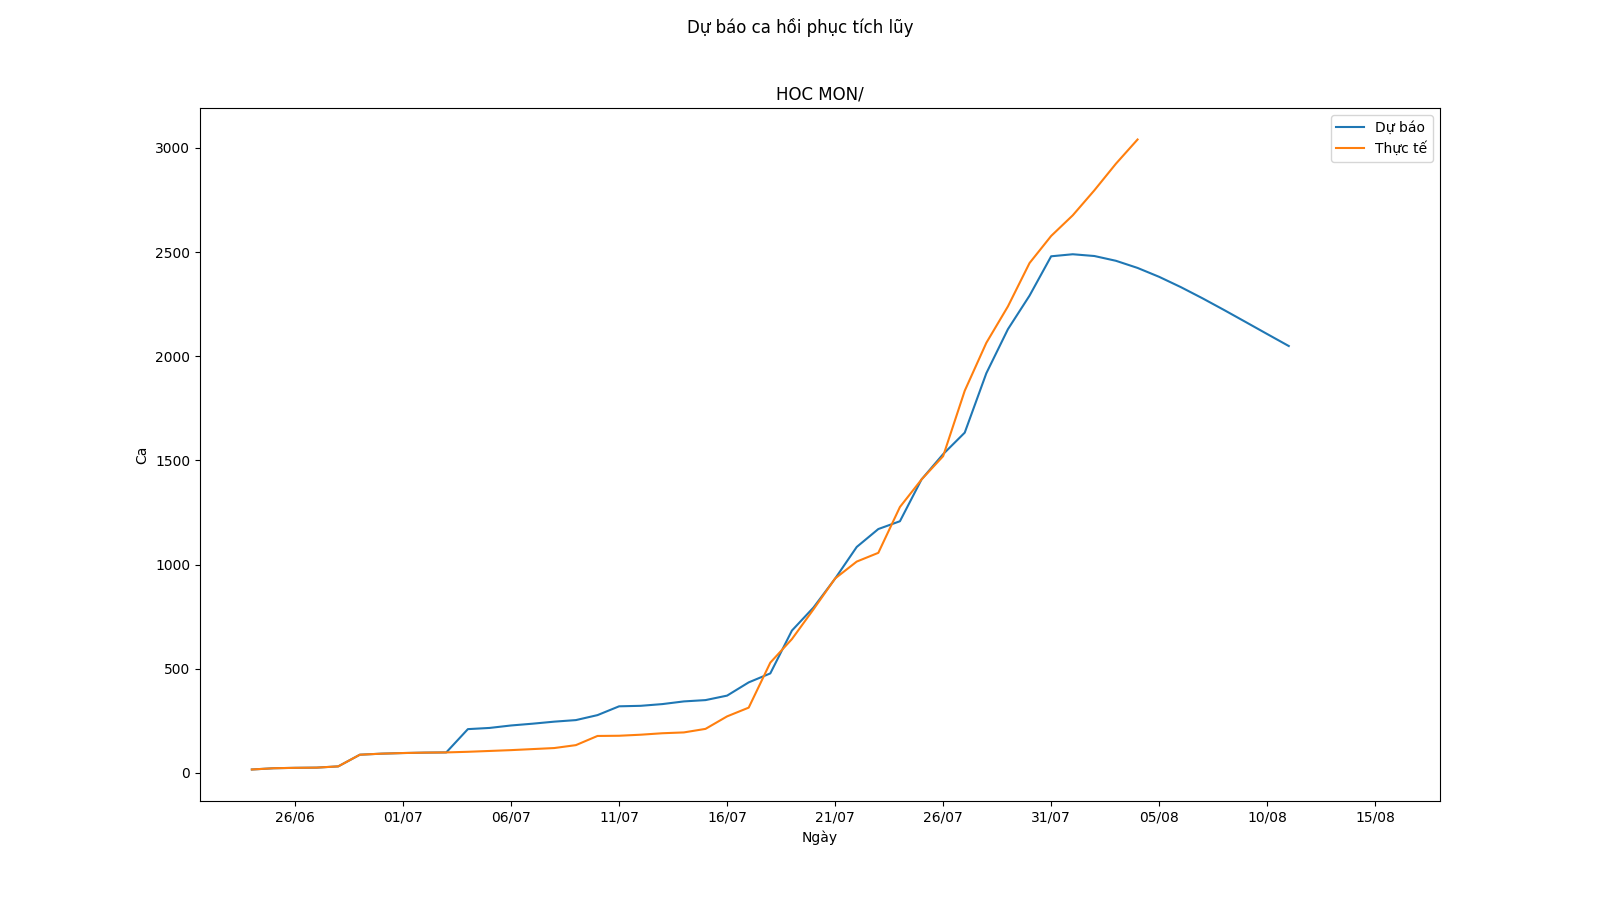 Dự báo ca hồi phục tích lũy
HOC MON/
Dự báo
Thực tế
3000
2500
2000
1500
1000
500
0
Ca
26/06 01/07 06/07 11/07 16/07 21/07 26/07 31/07 05/08 10/08 15/08
Ngày